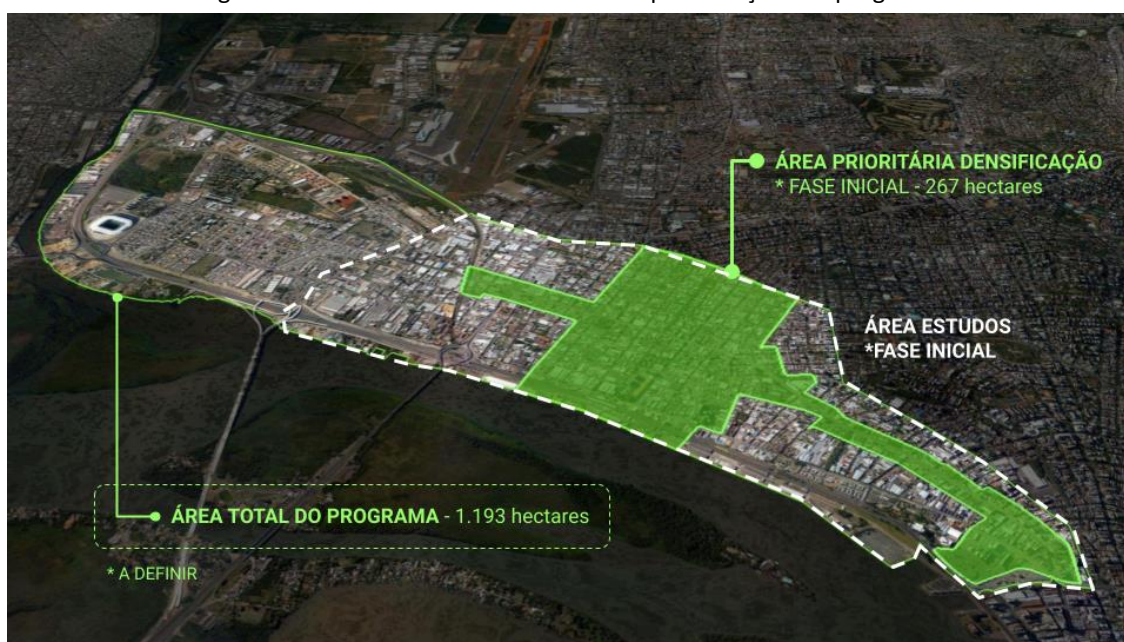 ÁREA PRIORITÁRIA DENSIFICAÇÃO
* FASE INICIAL - 267 hectares
ÁREA ESTUDOS
*FASE INICIAL
ÁREA TOTAL DO PROGRAMA - 1.193 hectares
* A DEFINIR